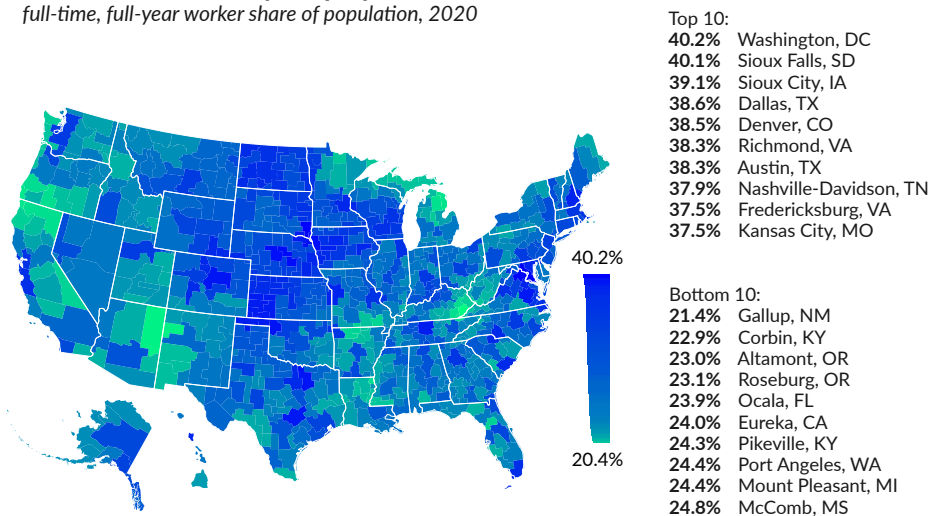 full-time, full-year worker share of population, 2020
Top 10:
40.2% Washington, DC
40.1% Sioux Falls, SD
39.1% Sioux City, IA
38.6% Dallas, TX
38.5% Denver, CO
38.3% Richmond, VA
38.3% Austin, TX
37.9% Nashville-Davidson, TN
37.5% Fredericksburg, VA
37.5% Kansas City, MO
40.2%
20.4%
Bottom 10:
21.4% Gallup, NM
22.9% Corbin, KY
23.0% Altamont, OR
23.1% Roseburg, OR
23.9% Ocala, FL
24.0% Eureka, CA
24.3% Pikeville, KY
24.4% Port Angeles, WA
24.4% Mount Pleasant, MI
24.8% McComb, MS